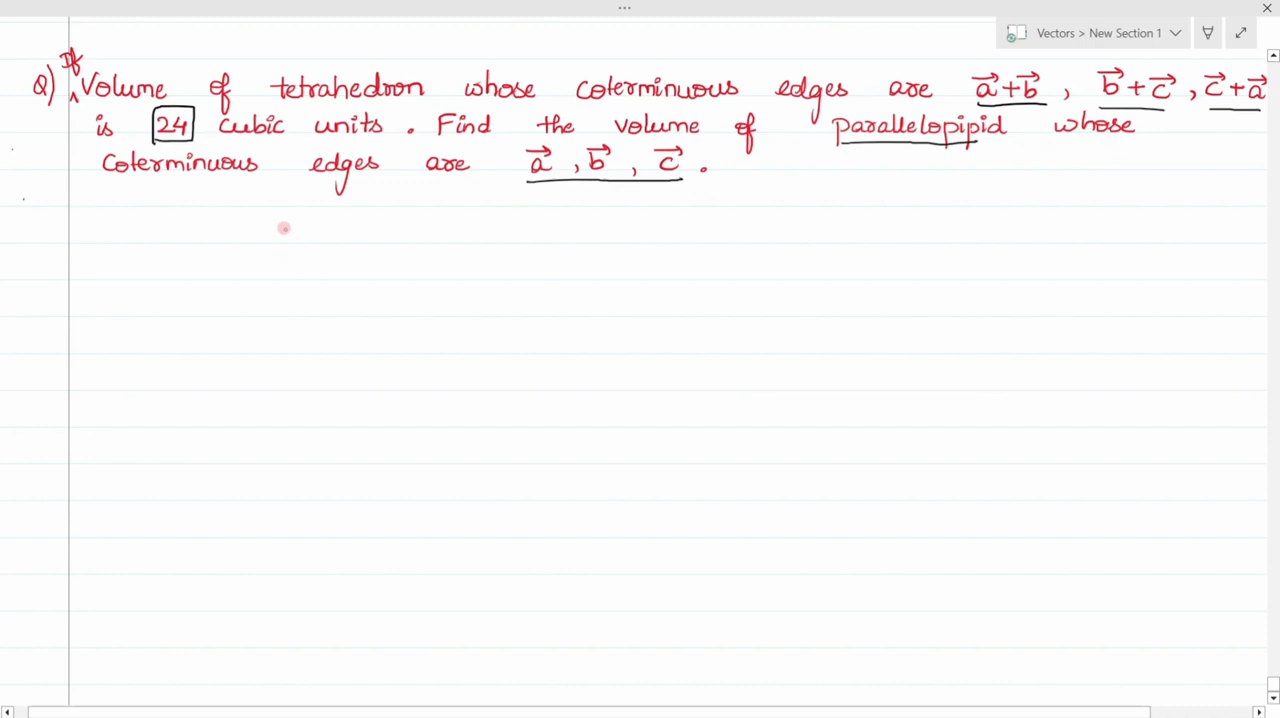 Vectors > New Section 1
Q) If Volume of tetrahedron whose coterminuous edges are a⃗+b⃗ , b⃗+c⃗ , c⃗+a⃗
is 24 cubic units . Find the volume of parallelopipid whose
coterminuous edges are a⃗ , b⃗ , c⃗ .